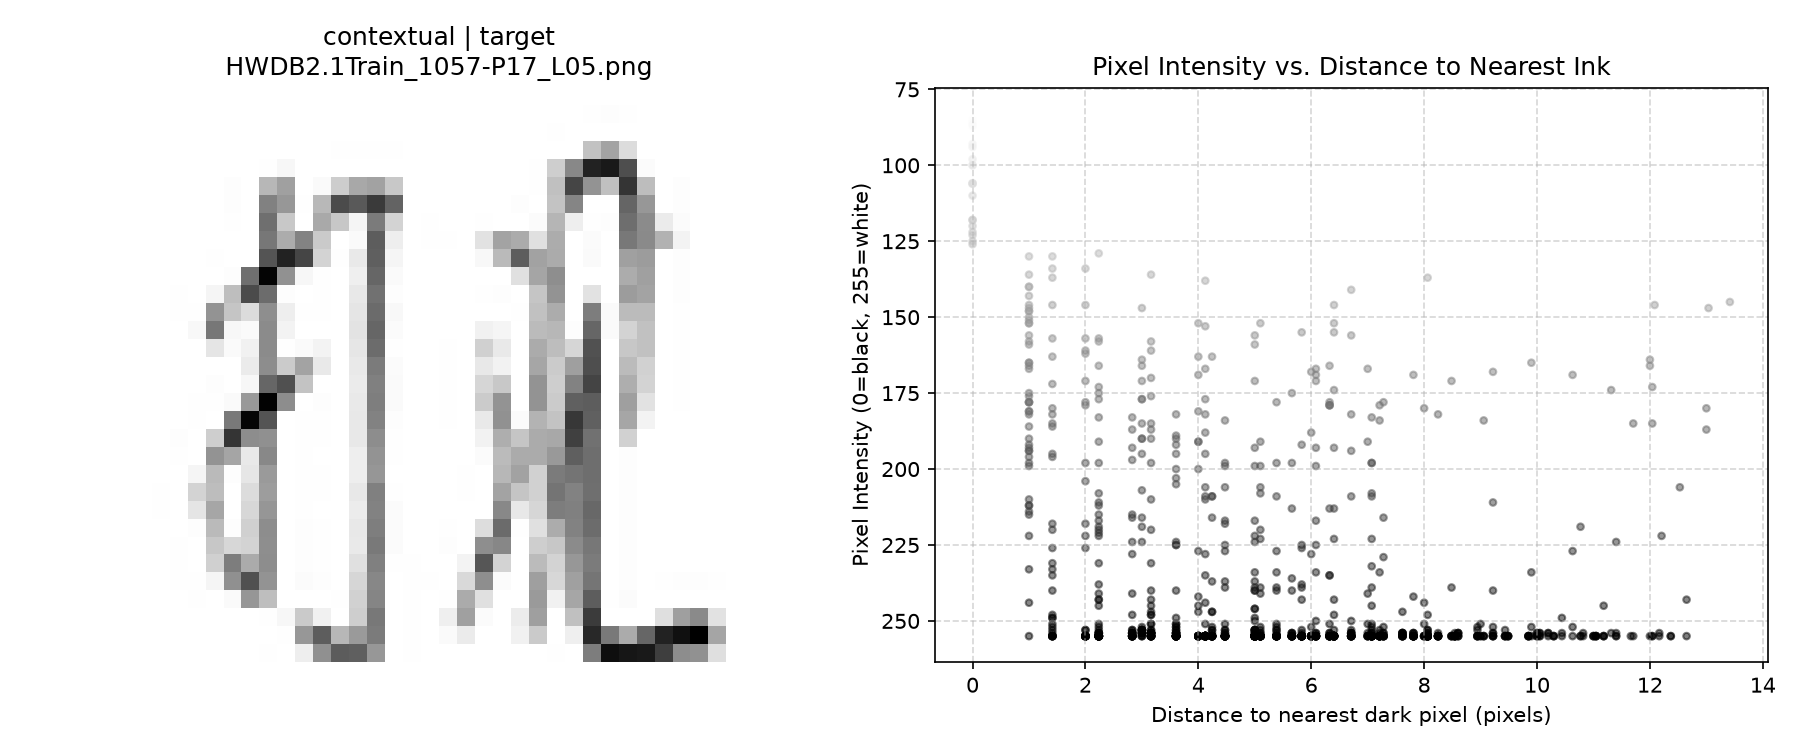 contextual | target
HWDB2.1Train_1057-P17_L05.png
Pixel Intensity vs. Distance to Nearest Ink
Pixel Intensity (0=black, 255=white)
75
100
125
150
175
200
225
250
0 2 4 6 8 10 12 14
Distance to nearest dark pixel (pixels)